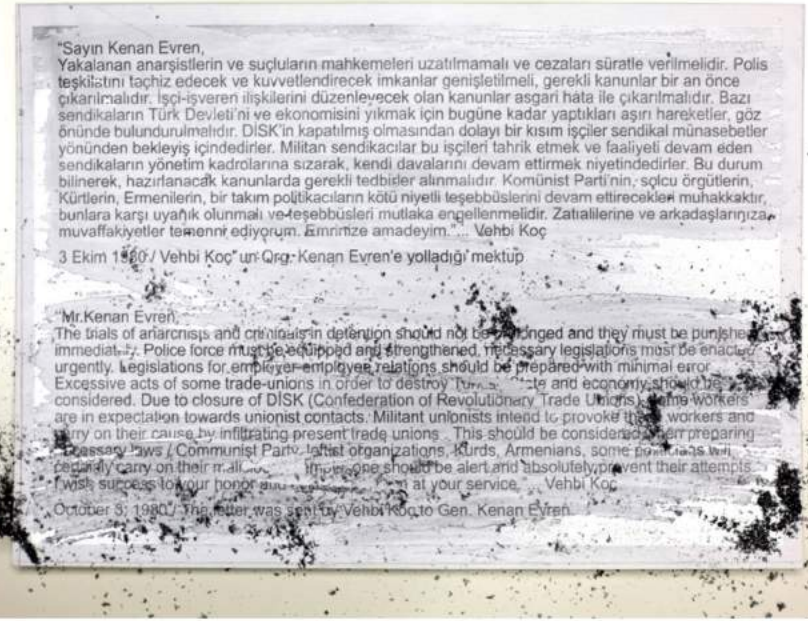 "Sayın Kenan Evren,
Yakalanan anarşistlerin ve suçluların mahkemeleri uzatılmamalı ve cezaları süratle verilmelidir. Polis
teşkilatını taçhiz edecek ve kuvvetlendirecek imkanlar genişletilmeli, gerekli kanunlar bir an önce
çıkarılmalıdır. İşçi-işveren ilişkilerini düzenleyecek olan kanunlar asgari hata ile çıkarılmalıdır. Bazı
sendikaların Türk Devleti'ni ve ekonomisini yıkmak için bugüne kadar yaptıkları aşırı hareketler, göz
önünde bulundurulmalıdır. DİSK'in kapatılmış olmasından dolayı bir kısım işçiler sendikal münasebetler
yönünden bekleyiş içindedirler. Militan sendikacılar bu işçileri tahrik etmek ve faaliyeti devam eden
sendikaların yönetim kadrolarına sızarak, kendi davalarını devam ettirmek niyetindedirler. Bu durum
bilinerek, hazırlanacak kanunlarda gerekli tedbirler alınmalıdır. Komünist Parti'nin, solcu örgütlerin,
Kürtlerin, Ermenilerin, bir takım politikacıların kötü niyetli teşebbüslerini devam ettirecekleri muhakkaktır,
bunlara karşı uyanık olunmalı ve teşebbüsleri mutlaka engellenmelidir. Zatıalilerine ve arkadaşlarınıza
muvaffakiyetler temenni ediyorum. Emrinize amadeyim."... Vehbi Koç
3 Ekim 1980 / Vehbi Koç" un Org. Kenan Evren'e yolladığı mektup
"Mr.Kenan Evren,
The trials of anarchists and criminals in detention should not be prolonged and they must be punished
immediatly. Police force must be equipped and strengthened, necessary legislations must be enacted
urgently. Legislations for employer-employee relations should be prepared with minimal error
Excessive acts of some trade-unions in order to destroy and economy should be
considered. Due to closure of DİSK (Confederation of Revolutionary Trade Unions) some workers
are in expectation towards unionist contacts. Militant unionists intend to provoke workers and
carry on their cause by infiltrating present trade unions . This should be considered when preparing
necessary laws / Communist Party, leftist organizations, Kurds, Armenians, some politicians will
certainly carry on their one should be alert and absolutely prevent their attempts.
I wish success to your honor and at your service."... Vehbi Koç
October 3, 1980 / The letter was sent by Vehbi Koç to Gen. Kenan Evren